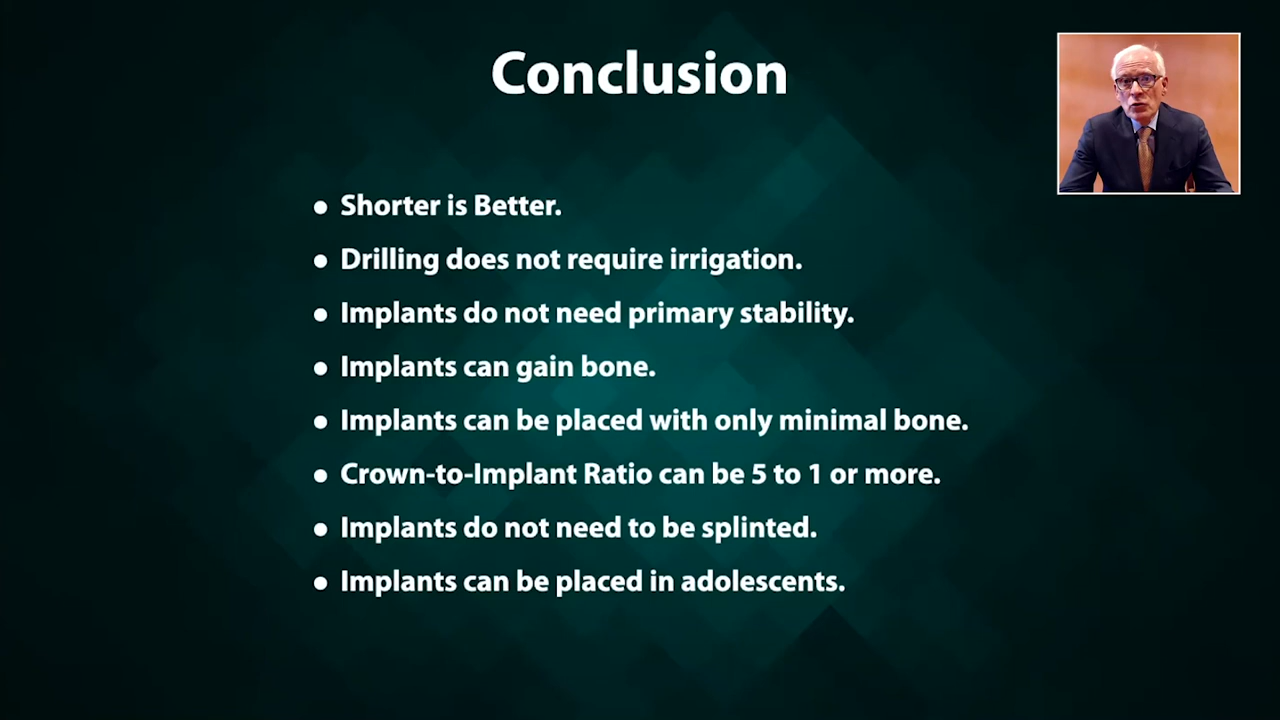 Conclusion
• Shorter is Better.
• Drilling does not require irrigation.
• Implants do not need primary stability.
• Implants can gain bone.
• Implants can be placed with only minimal bone.
• Crown-to-Implant Ratio can be 5 to 1 or more.
• Implants do not need to be splinted.
• Implants can be placed in adolescents.